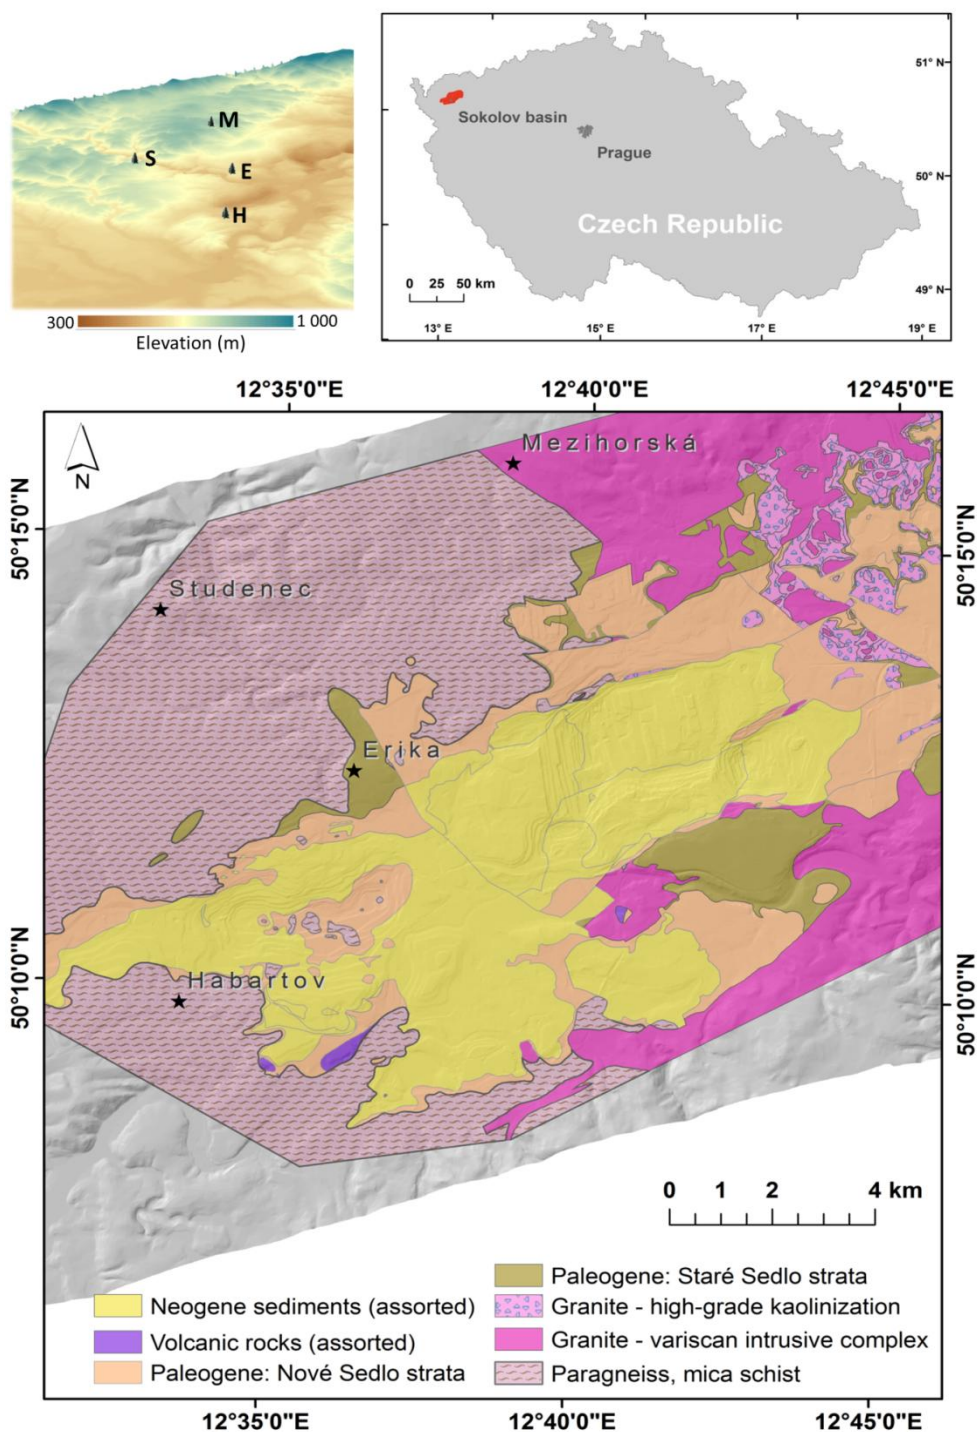 M
S
E
H
300
1 000
Elevation (m)
51° N
Sokolov basin
Prague
50° N
Czech Republic
0 25 50 km
49° N
13° E
15° E
17° E
19° E
12°35'0"E
12°40'0"E
12°45'0"E
N
Mezihorská
50°15'0"N
50°15'0"N
Studenec
Erika
50°10'0"N
Habartov
50°10'0"N
0 1 2 4 km
Neogene sediments (assorted)
Volcanic rocks (assorted)
Paleogene: Nové Sedlo strata
Paleogene: Staré Sedlo strata
Granite - high-grade kaolinization
Granite - variscan intrusive complex
Paragneiss, mica schist
12°35'0"E
12°40'0"E
12°45'0"E